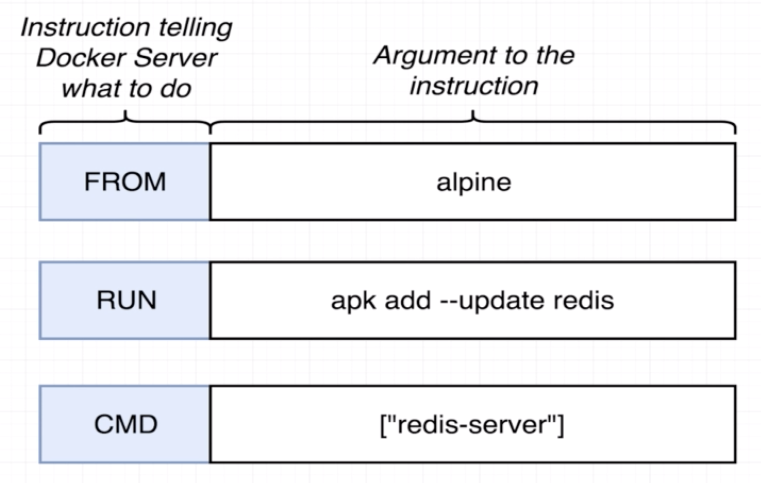 Instruction telling
Docker Server
what to do
Argument to the
instruction
FROM
alpine
RUN
apk add --update redis
CMD
["redis-server"]